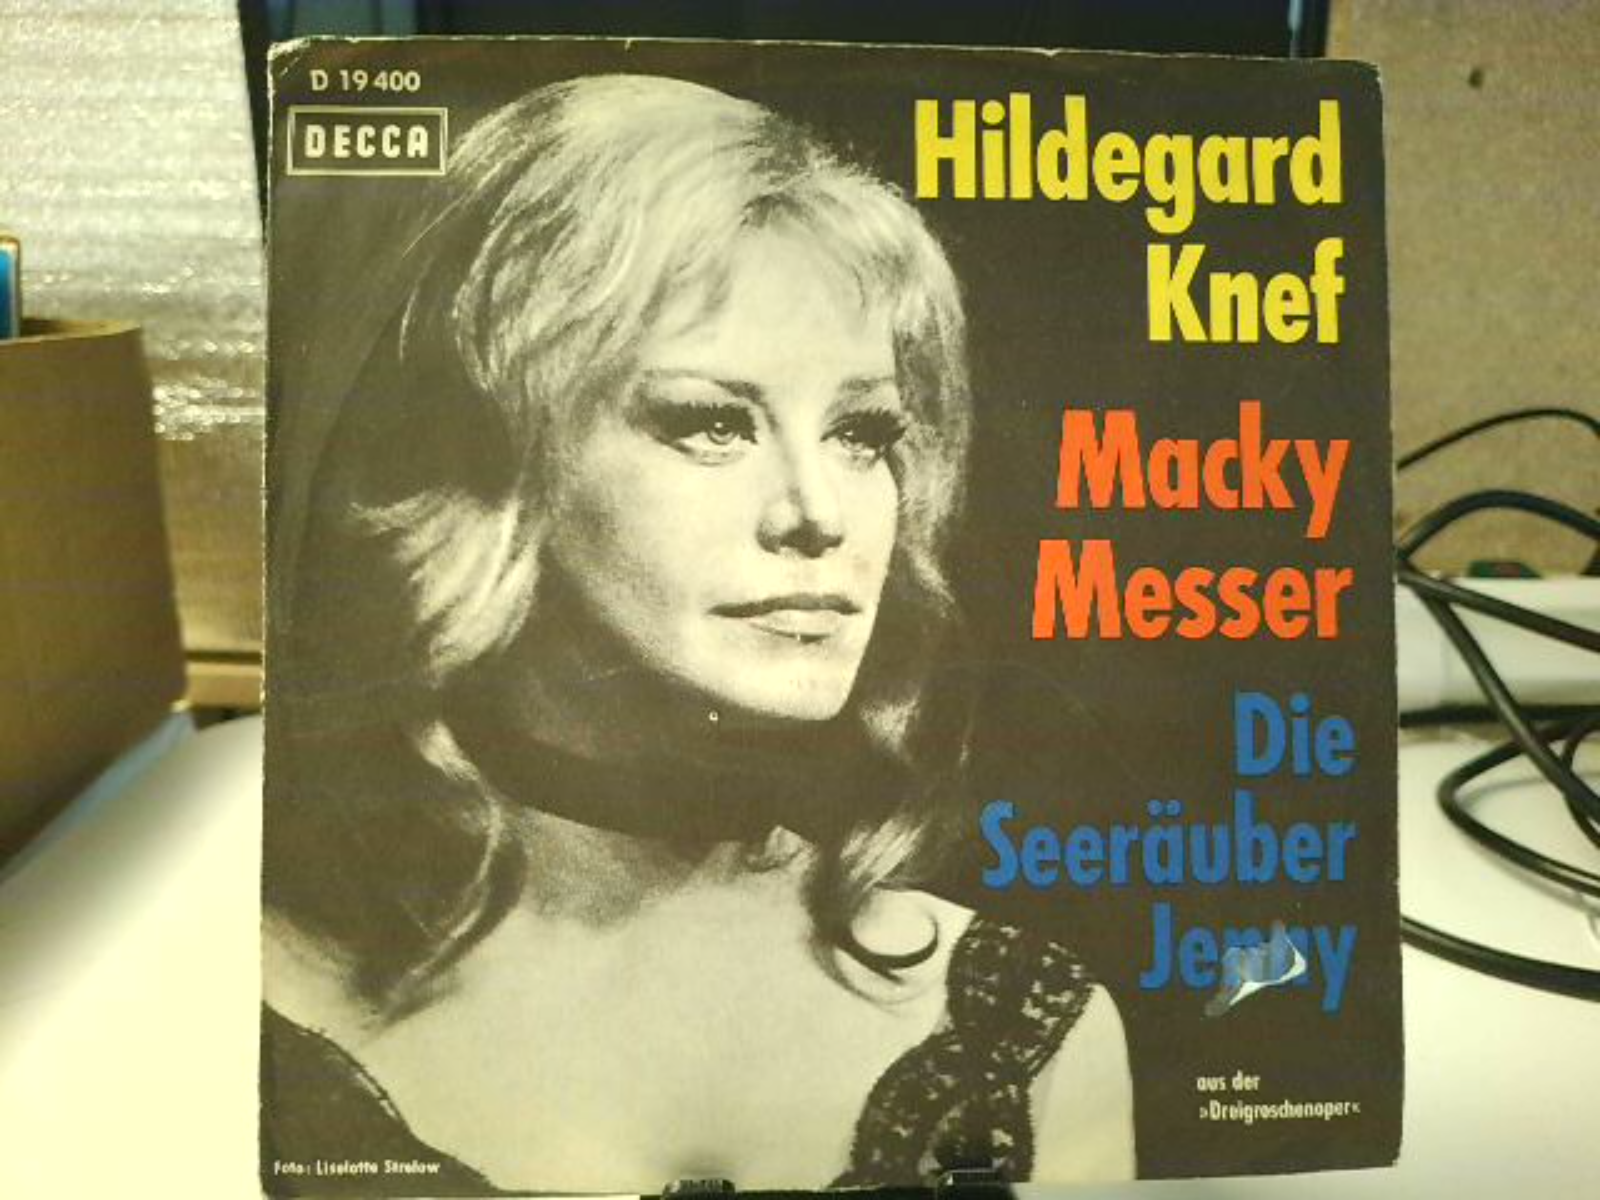 D 19 400
DECCA
Hildegard
Knef
Macky
Messer
Die
Seeräuber
Jenny
aus der
»Dreigroschenoper«
Foto: Liselotte Strelow